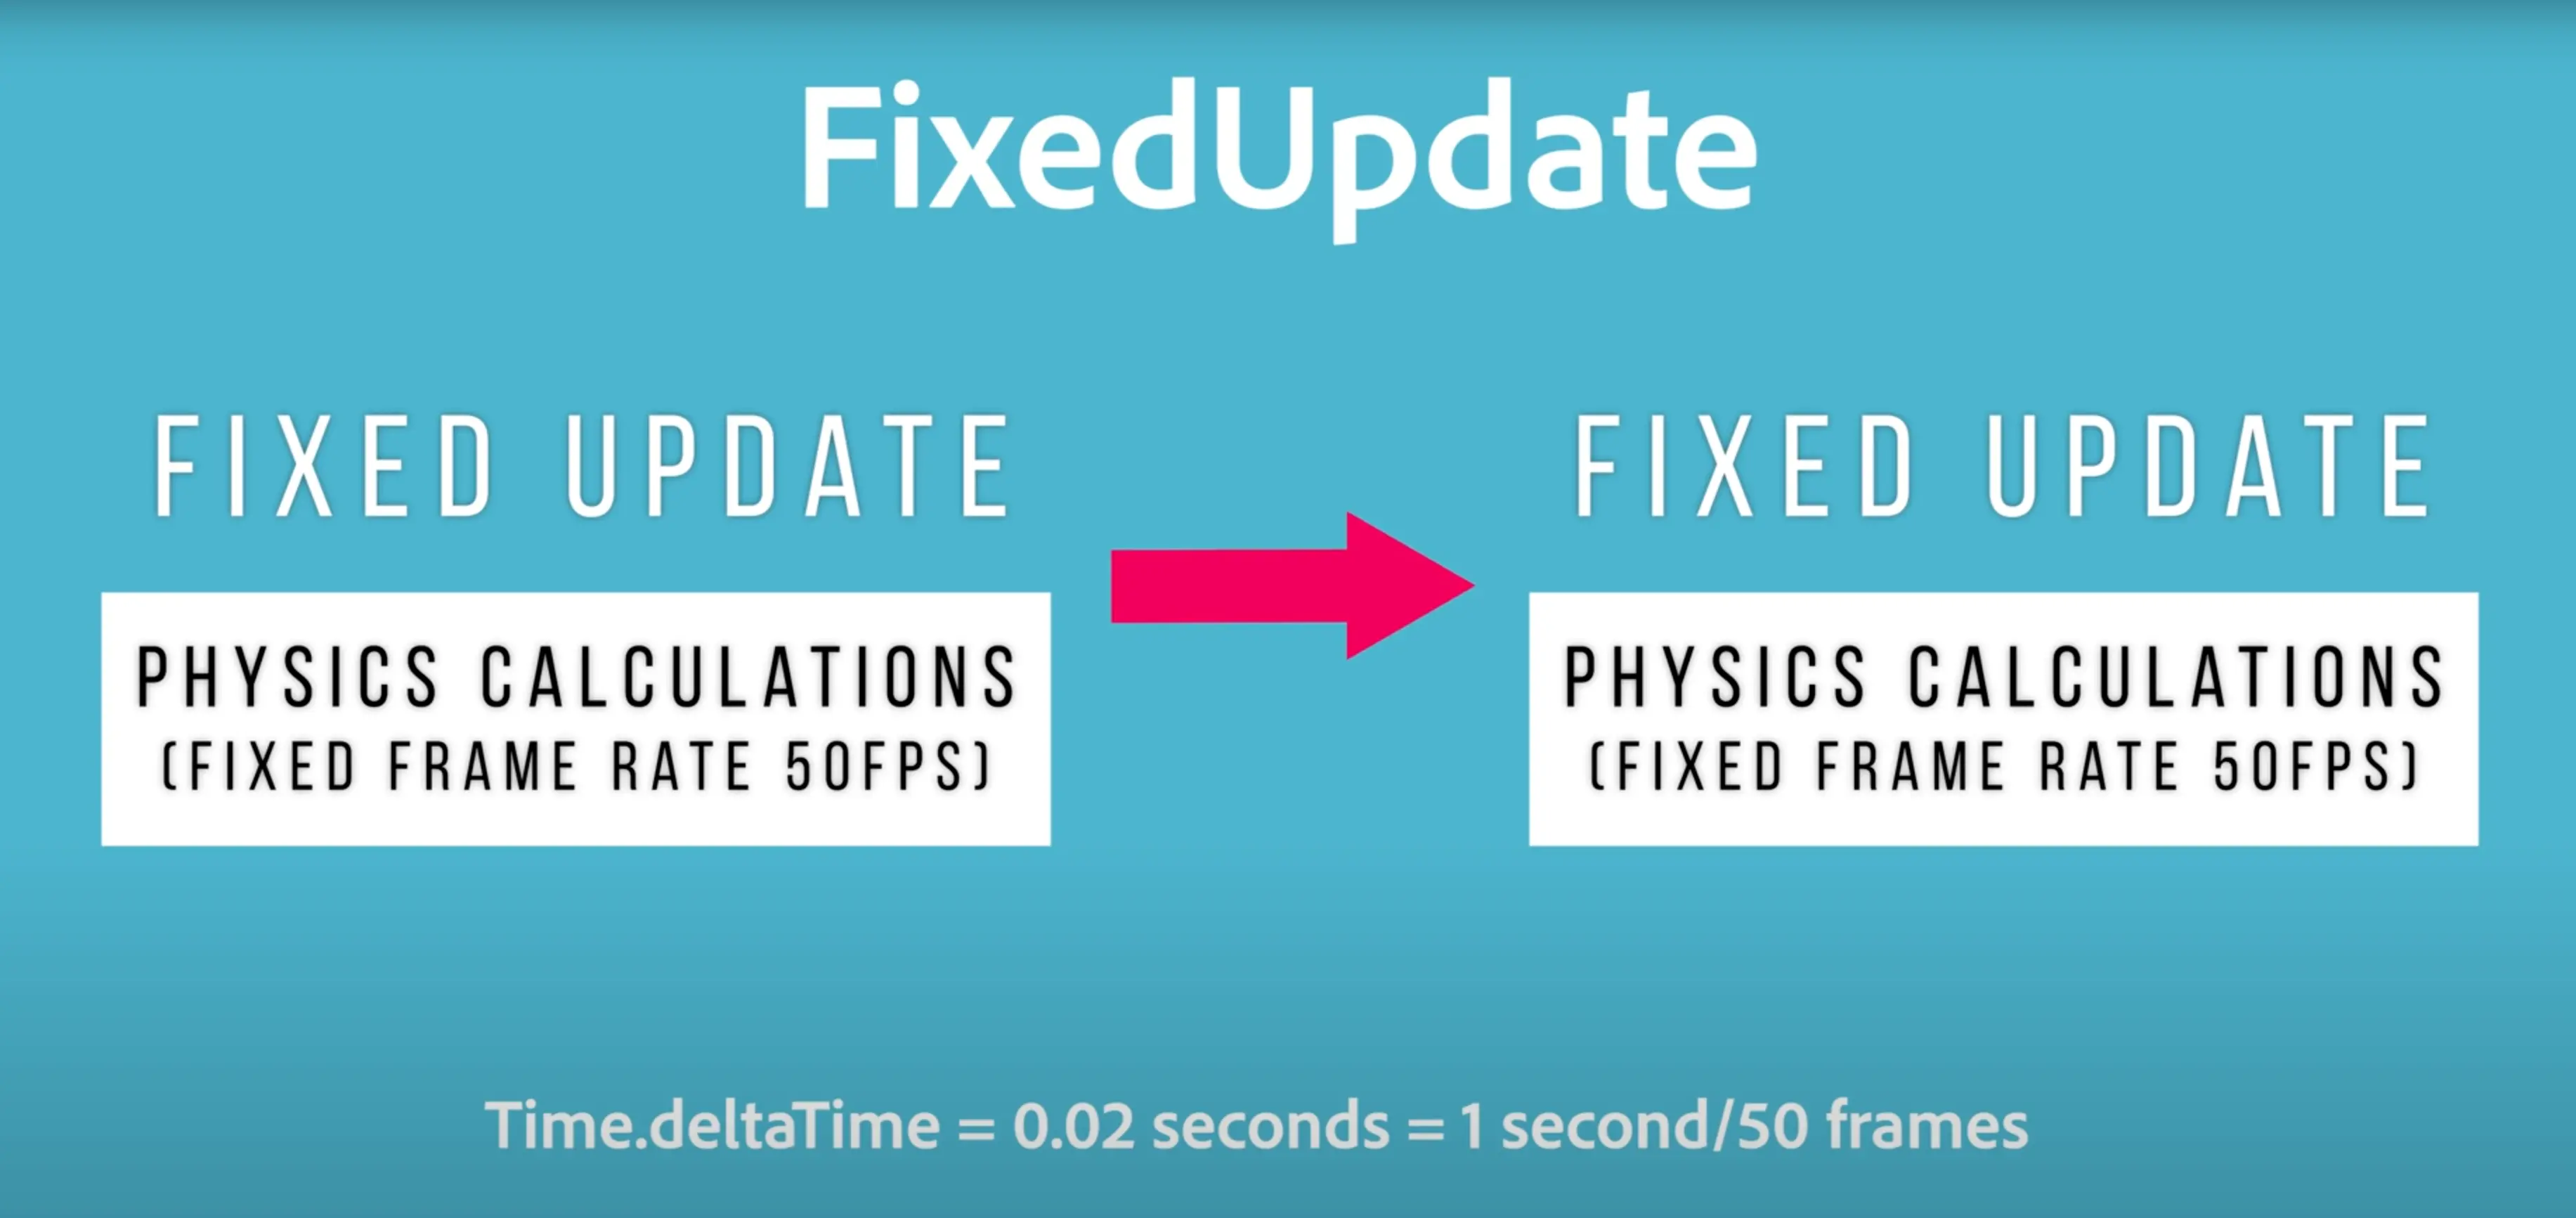 FixedUpdate
FIXED UPDATE
PHYSICS CALCULATIONS
(FIXED FRAME RATE 50FPS)
FIXED UPDATE
PHYSICS CALCULATIONS
(FIXED FRAME RATE 50FPS)
Time.deltaTime = 0.02 seconds = 1 second/50 frames